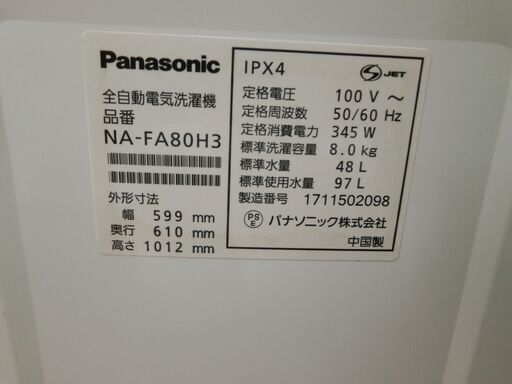 Panasonic
全自動電気洗濯機
品番
NA-FA80H3
外形寸法
幅 599 mm
奥行 610 mm
高さ 1012 mm
IPX4
S JET
定格電圧 100 V ～
定格周波数 50/60 Hz
定格消費電力 345 W
標準洗濯容量 8.0 kg
標準水量 48 L
標準使用水量 97 L
製造番号 1711502098
PS E パナソニック株式会社
中国製